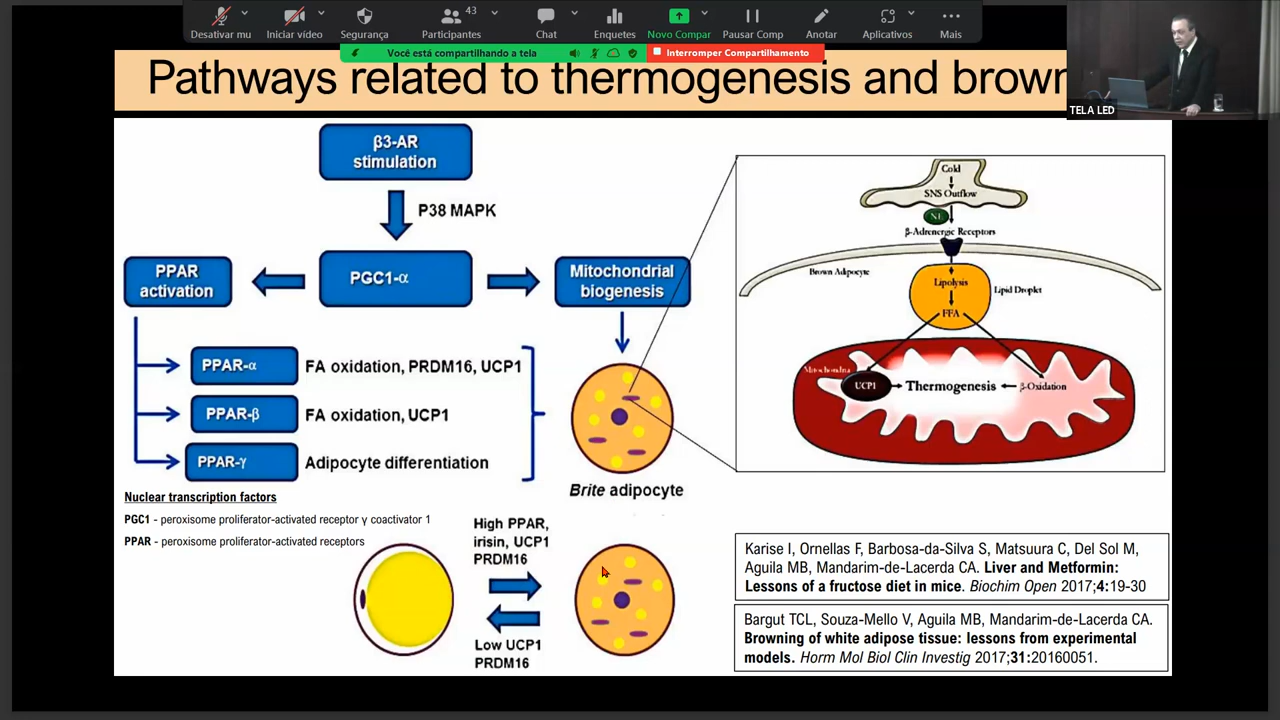 Desativar mu
Iniciar vídeo
Segurança
43
Participantes
Chat
Enquetes
Novo Compar
Pausar Comp
Anotar
Aplicativos
Mais
Você está compartilhando a tela
Interromper Compartilhamento
TELA LED
Pathways related to thermogenesis and brown
β3-AR
stimulation
P38 MAPK
PPAR
activation
PGC1-α
Mitochondrial
biogenesis
PPAR-α
FA oxidation, PRDM16, UCP1
PPAR-β
FA oxidation, UCP1
PPAR-γ
Adipocyte differentiation
Brite adipocyte
Nuclear transcription factors
PGC1 - peroxisome proliferator-activated receptor γ coactivator 1
PPAR - peroxisome proliferator-activated receptors
High PPAR,
irisin, UCP1
PRDM16
Low UCP1
PRDM16
Cold
SNS Outflow
NE
β-Adrenergic Receptors
Brown Adipocyte
Lipolysis
Lipid Droplet
FFA
Mitochondria
UCP1
Thermogenesis
β-Oxidation
Karise I, Ornellas F, Barbosa-da-Silva S, Matsuura C, Del Sol M,
Aguila MB, Mandarim-de-Lacerda CA. Liver and Metformin:
Lessons of a fructose diet in mice. Biochim Open 2017;4:19-30
Bargut TCL, Souza-Mello V, Aguila MB, Mandarim-de-Lacerda CA.
Browning of white adipose tissue: lessons from experimental
models. Horm Mol Biol Clin Investig 2017;31:20160051.